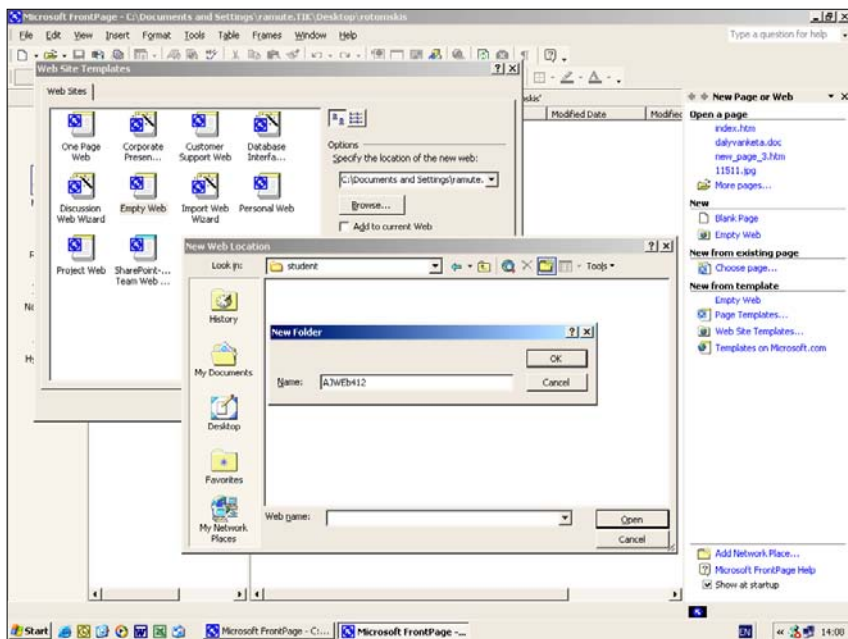 Microsoft FrontPage - C:\Documents and Settings\ramute.TIK\Desktop\rotomskis
File Edit View Insert Format Tools Table Frames Window Help
Type a question for help
Web Site Templates
Web Sites
One Page Web
Corporate Presen...
Customer Support Web
Database Interfa...
Discussion Web Wizard
Empty Web
Import Web Wizard
Personal Web
Project Web
SharePoint-... Team Web ...
Options
Specify the location of the new web:
C:\Documents and Settings\ramute.
Browse...
Add to current Web
Modified Date
Modified
New Web Location
Look in:
student
Tools
History
My Documents
Desktop
Favorites
My Network Places
New Folder
Name:
AJWEb412
OK
Cancel
Web name:
Open
Cancel
New Page or Web
Open a page
index.htm
dalyvanketa.doc
new_page_3.htm
11511.jpg
More pages...
New
Blank Page
Empty Web
New from existing page
Choose page...
New from template
Empty Web
Page Templates...
Web Site Templates...
Templates on Microsoft.com
Add Network Place...
Microsoft FrontPage Help
Show at startup
Start
Microsoft FrontPage - C:...
Microsoft FrontPage -...
EN
14:08